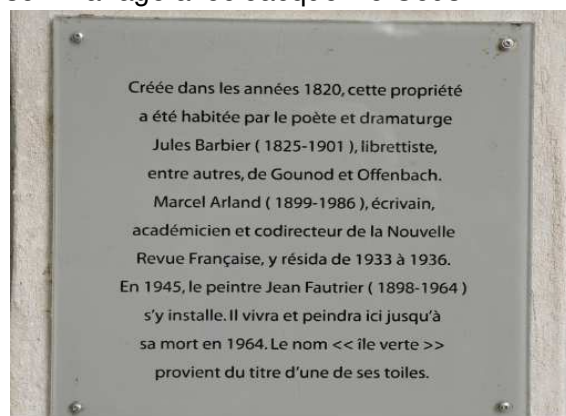 Créée dans les années 1820, cette propriété
a été habitée par le poète et dramaturge
Jules Barbier ( 1825-1901 ), librettiste,
entre autres, de Gounod et Offenbach.
Marcel Arland ( 1899-1986 ), écrivain,
académicien et codirecteur de la Nouvelle
Revue Française, y résida de 1933 à 1936.
En 1945, le peintre Jean Fautrier ( 1898-1964 )
s'y installe. Il vivra et peindra ici jusqu'à
sa mort en 1964. Le nom << île verte >>
provient du titre d'une de ses toiles.